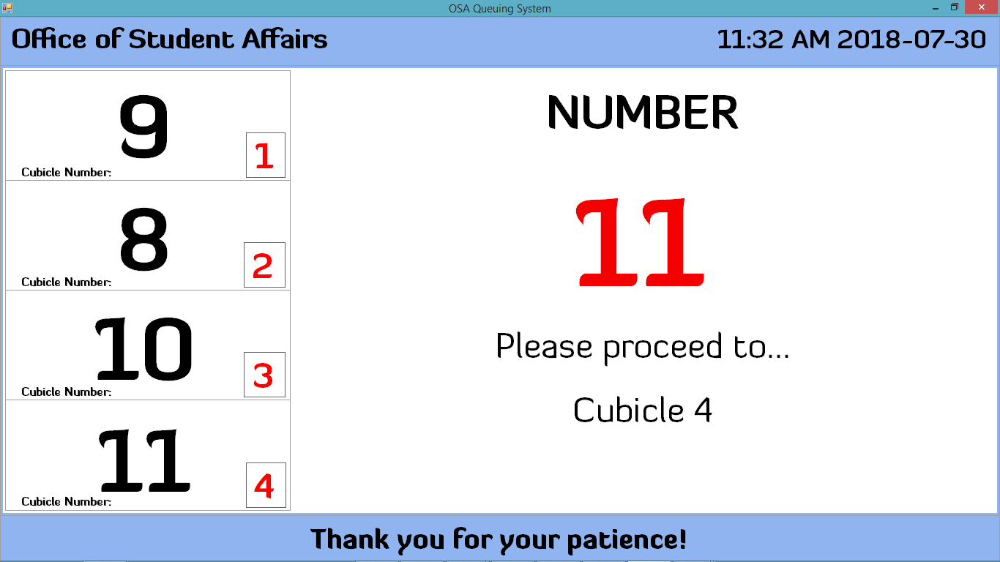 OSA Queuing System
Office of Student Affairs
11:32 AM 2018-07-30
9
Cubicle Number:
1
8
Cubicle Number:
2
10
Cubicle Number:
3
11
Cubicle Number:
4
NUMBER
11
Please proceed to...
Cubicle 4
Thank you for your patience!